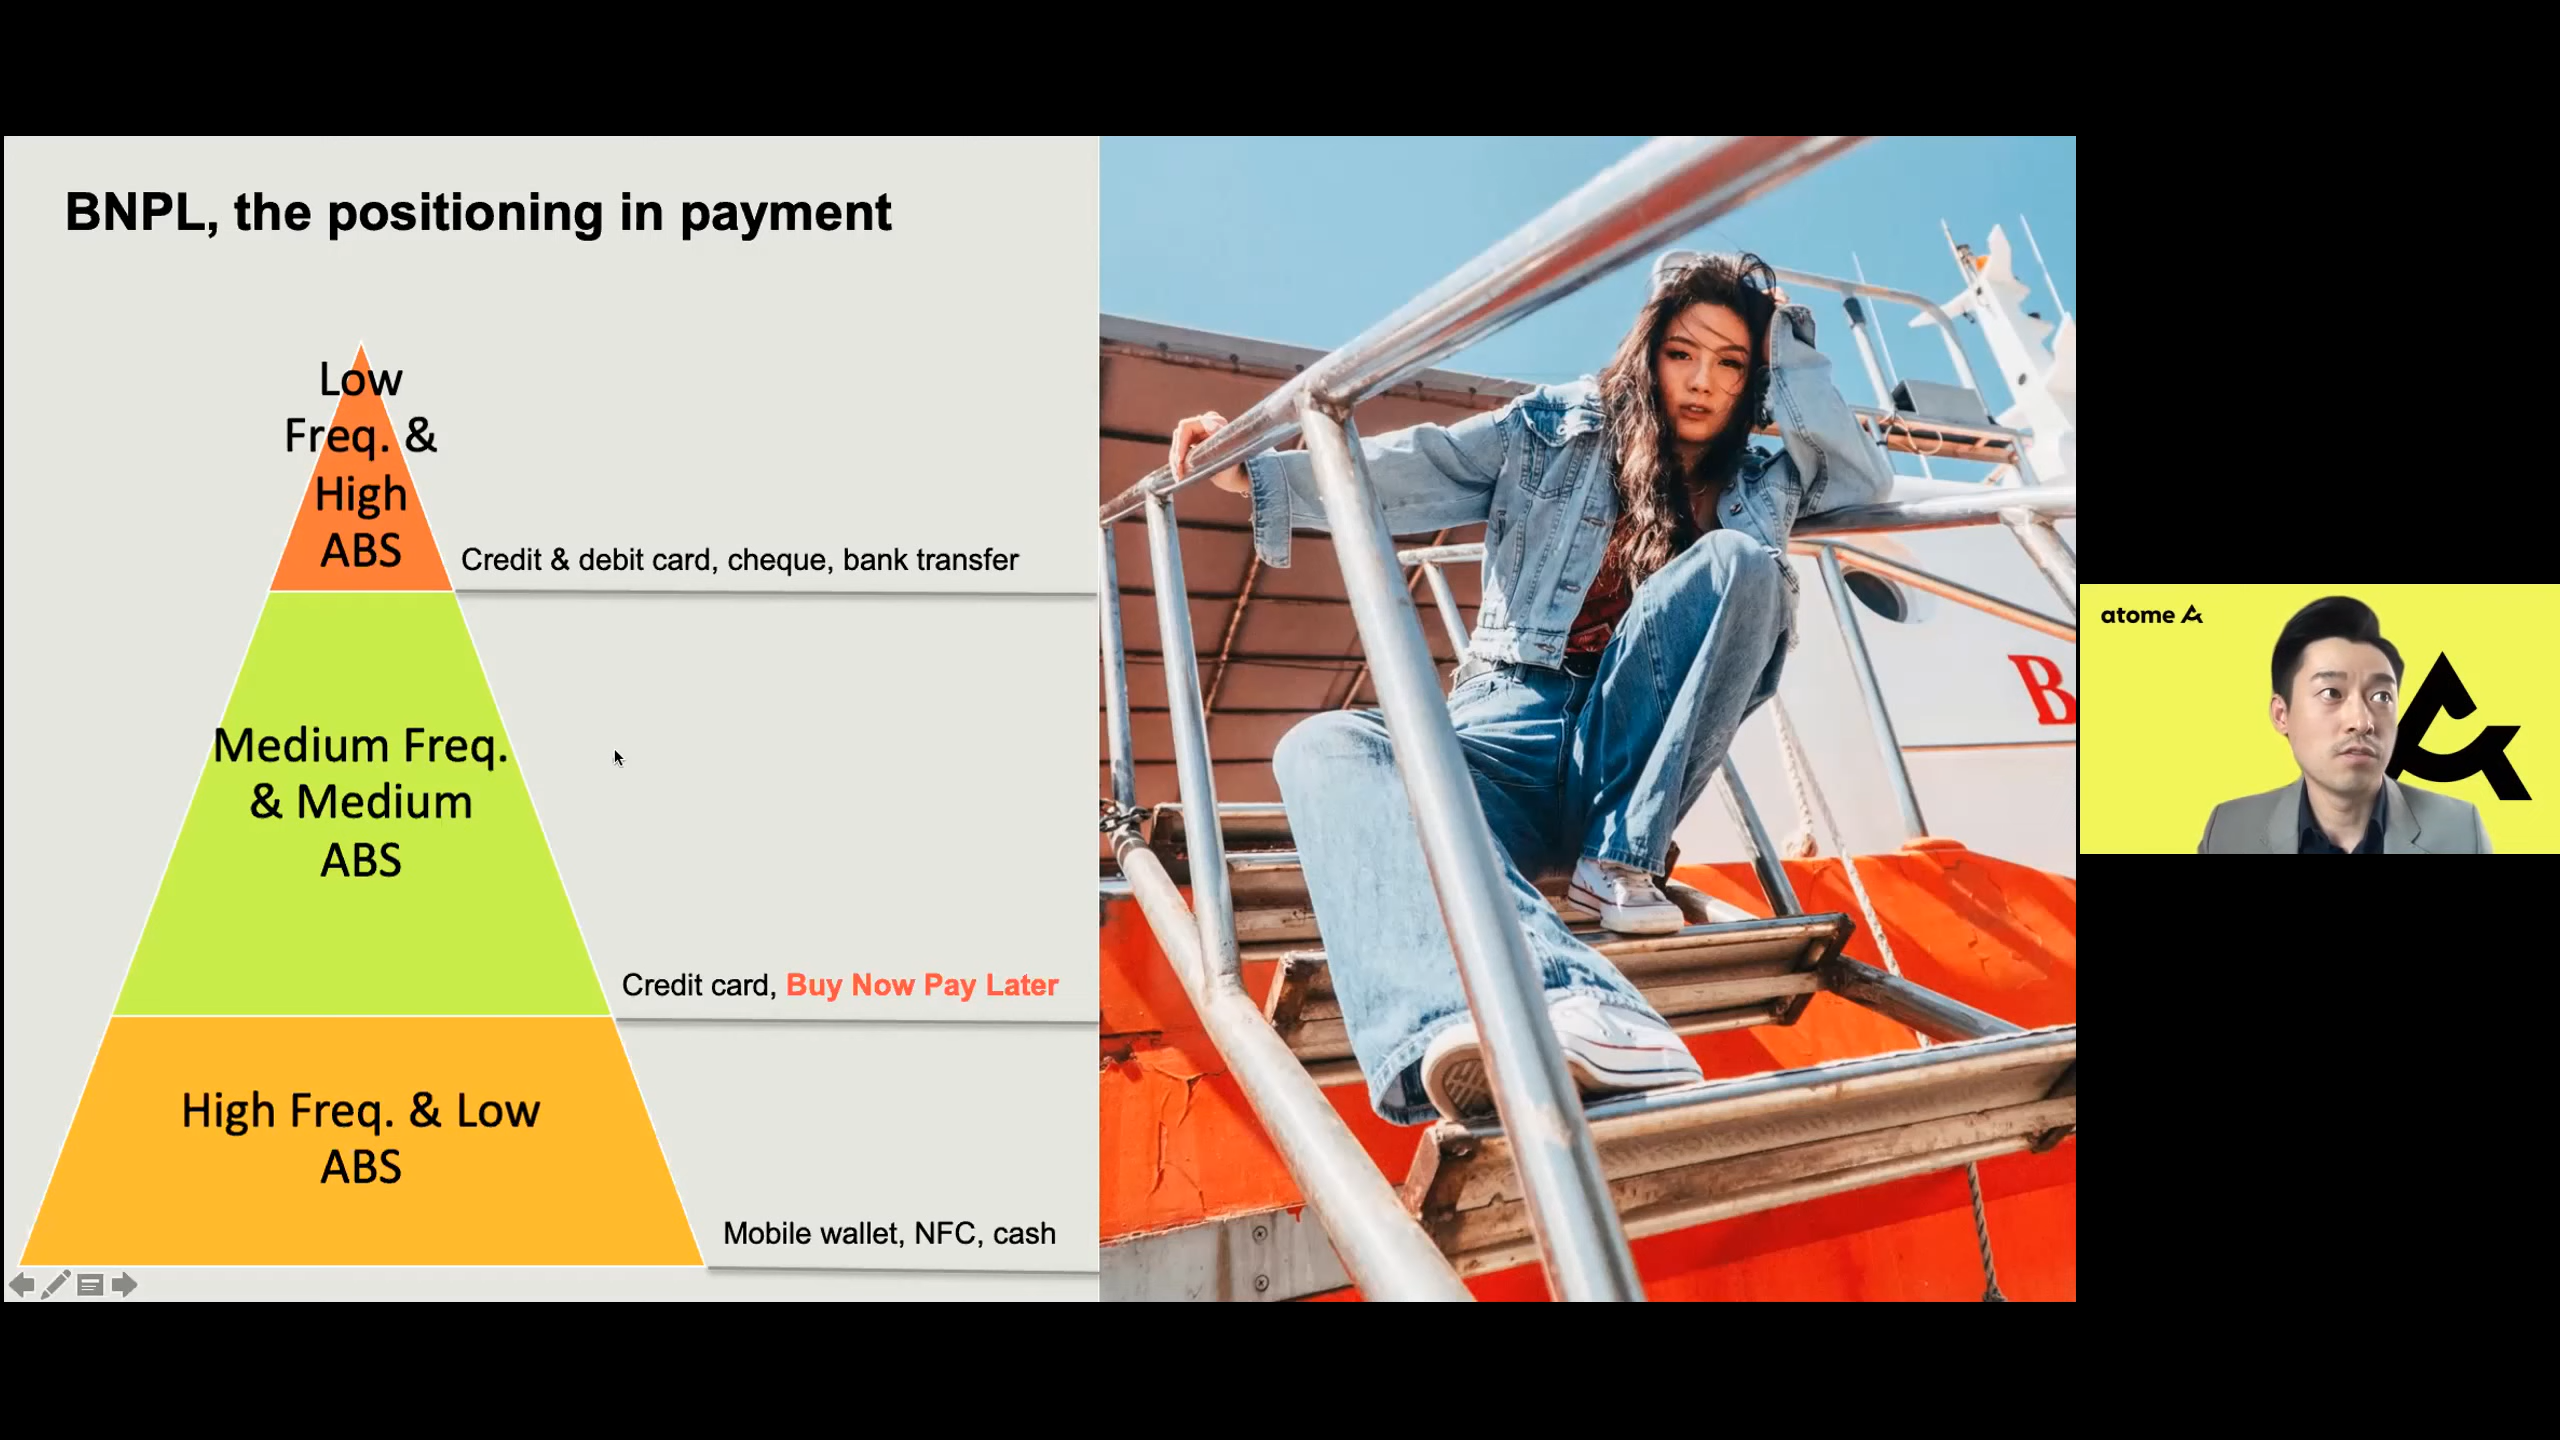 BNPL, the positioning in payment
Low
Freq. &
High
ABS
Credit & debit card, cheque, bank transfer
Medium Freq.
& Medium
ABS
Credit card, Buy Now Pay Later
High Freq. & Low
ABS
Mobile wallet, NFC, cash
B
atome